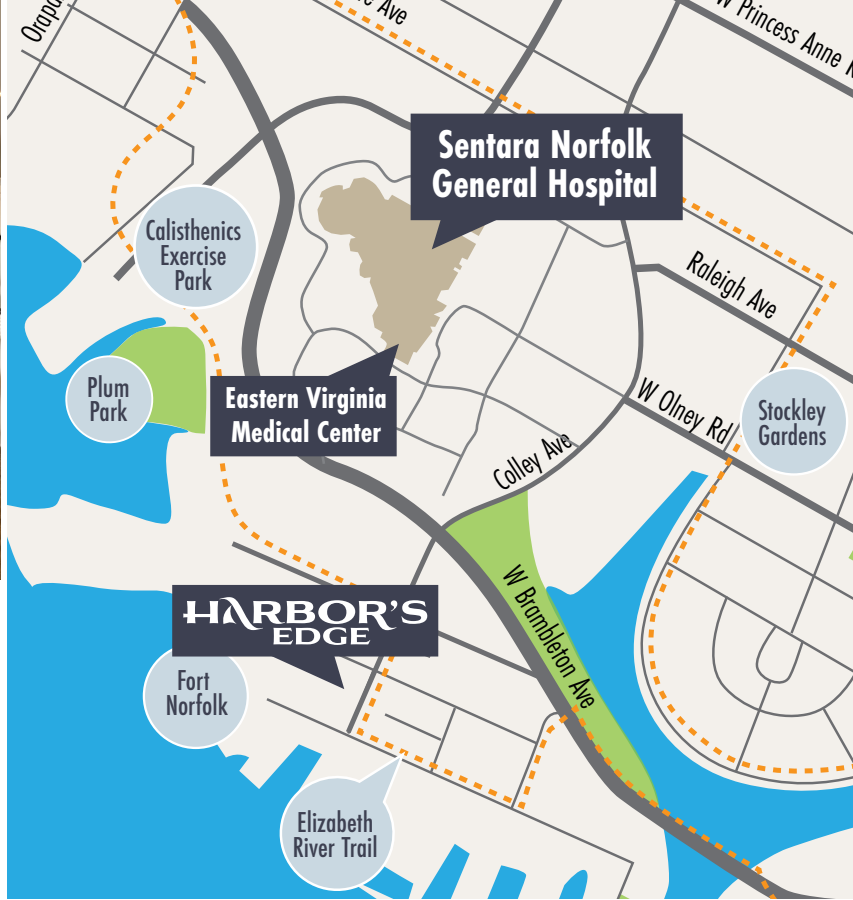 Ave
W Princess Anne
Sentara Norfolk
General Hospital
Calisthenics
Exercise
Park
Raleigh Ave
Plum
Park
Eastern Virginia
Medical Center
W Olney Rd
Stockley
Gardens
Colley Ave
W Brambleton Ave
HARBOR'S
EDGE
Fort
Norfolk
Elizabeth
River Trail